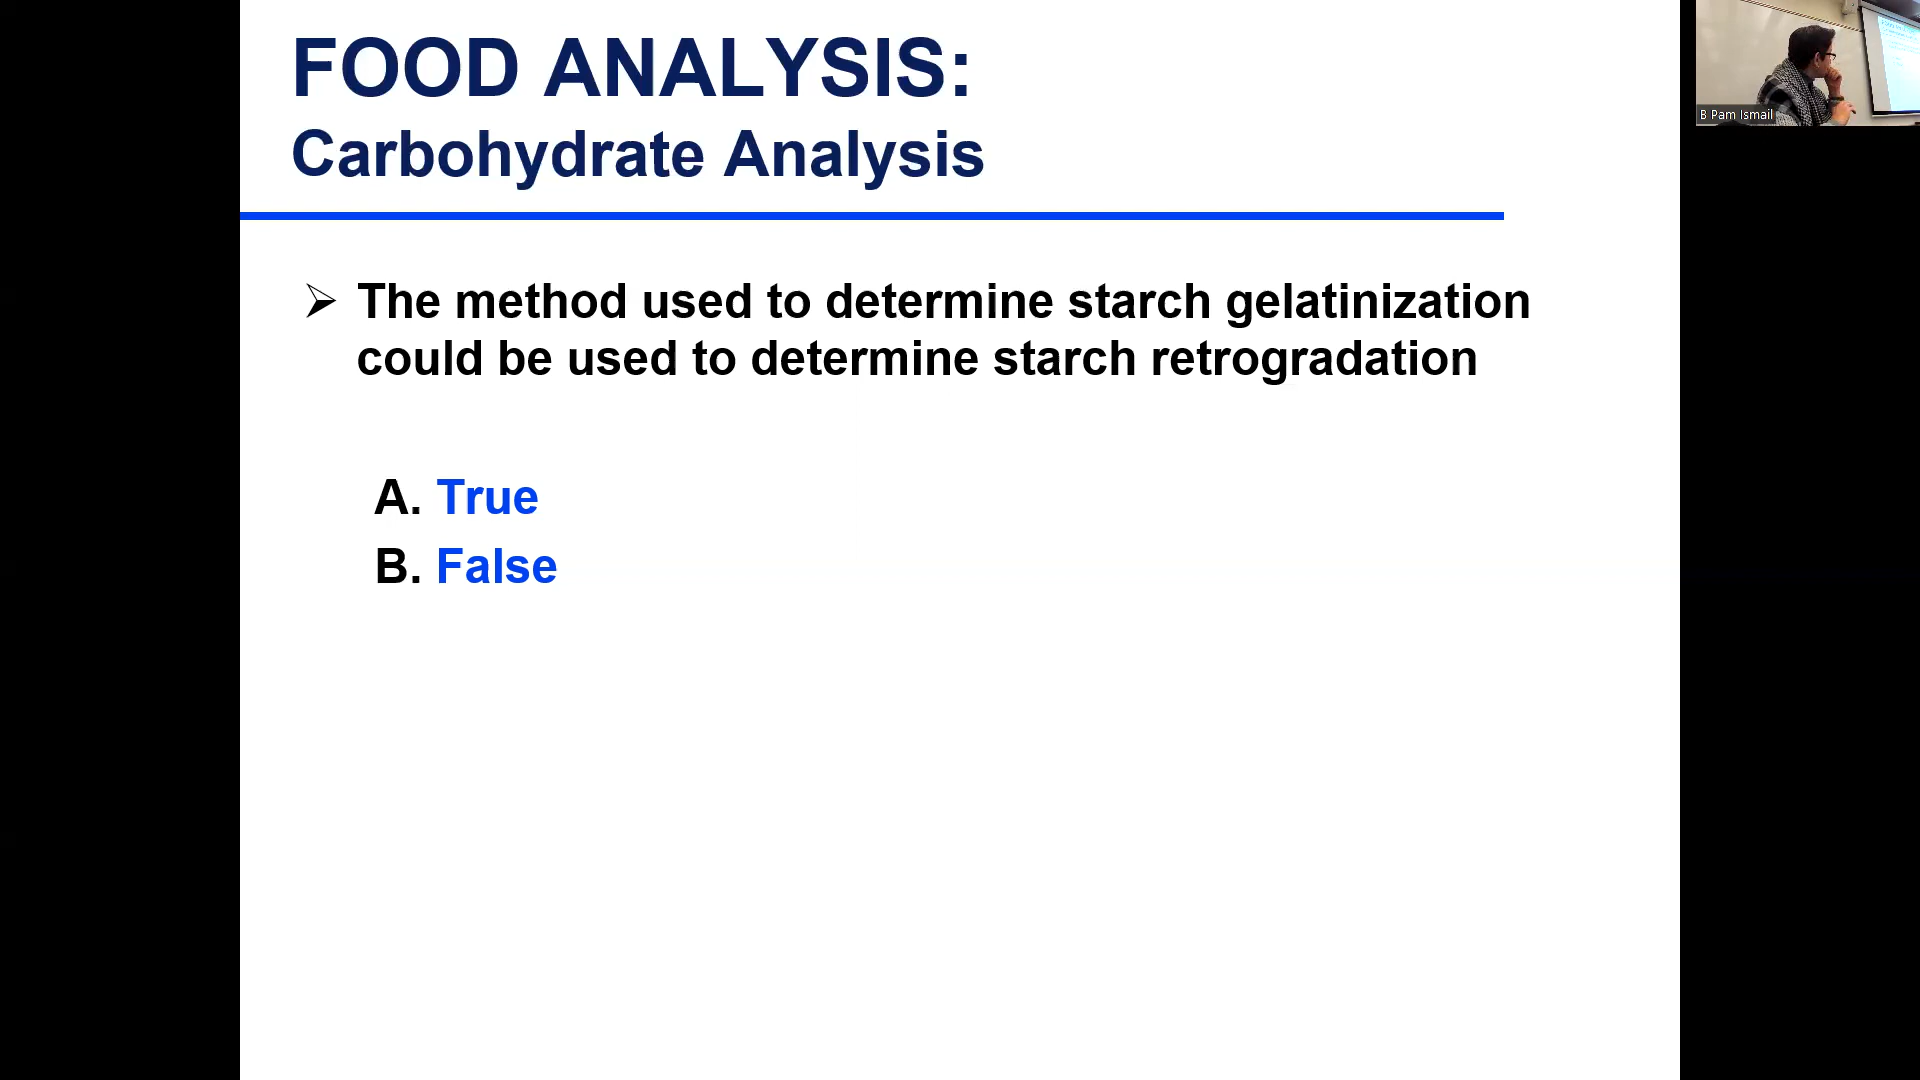 FOOD ANALYSIS:
Carbohydrate Analysis
The method used to determine starch gelatinization
could be used to determine starch retrogradation
A. True
B. False
B Pam Ismail